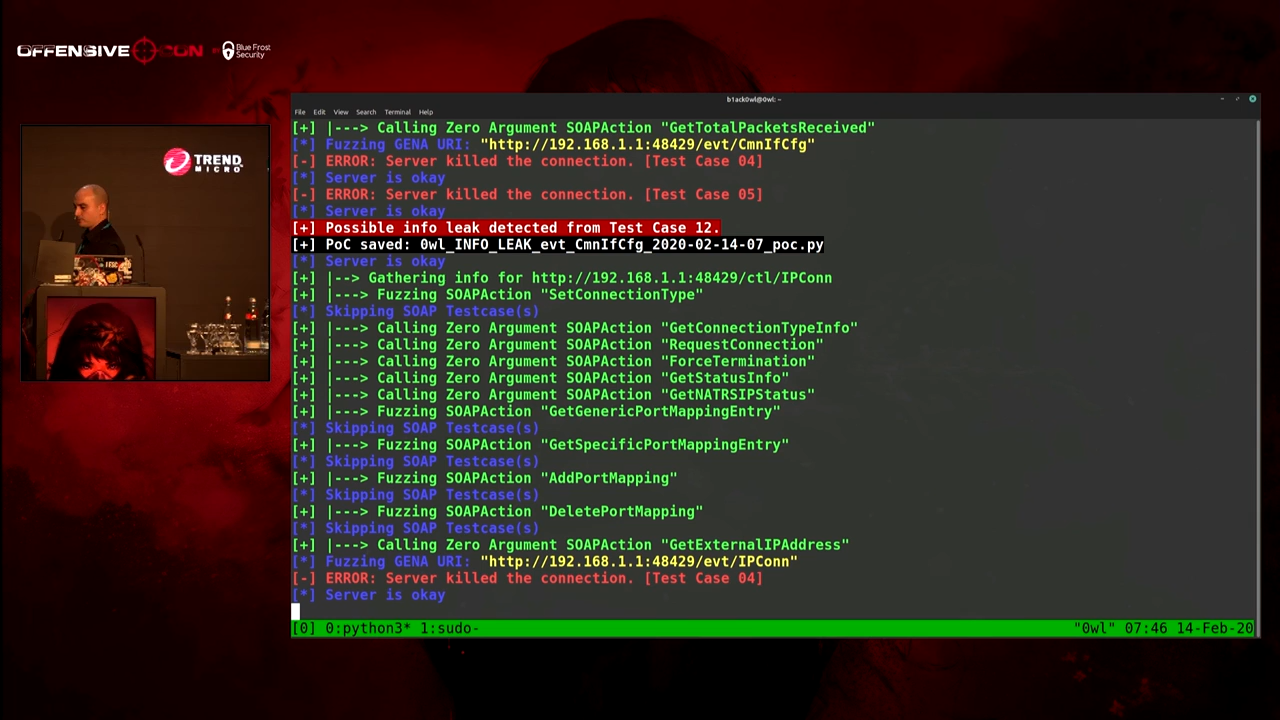 OFFENSIVE CON BY Blue Frost
Security
TREND
MICRO
b1ack0wl@0wl: ~
File Edit View Search Terminal Help
[+] |---> Calling Zero Argument SOAPAction "GetTotalPacketsReceived"
[*] Fuzzing GENA URI: "http://192.168.1.1:48429/evt/CmnIfCfg"
[-] ERROR: Server killed the connection. [Test Case 04]
[*] Server is okay
[-] ERROR: Server killed the connection. [Test Case 05]
[*] Server is okay
[+] Possible info leak detected from Test Case 12.
[+] PoC saved: 0wl_INFO_LEAK_evt_CmnIfCfg_2020-02-14-07_poc.py
[*] Server is okay
[+] |--> Gathering info for http://192.168.1.1:48429/ctl/IPConn
[+] |---> Fuzzing SOAPAction "SetConnectionType"
[*] Skipping SOAP Testcase(s)
[+] |---> Calling Zero Argument SOAPAction "GetConnectionTypeInfo"
[+] |---> Calling Zero Argument SOAPAction "RequestConnection"
[+] |---> Calling Zero Argument SOAPAction "ForceTermination"
[+] |---> Calling Zero Argument SOAPAction "GetStatusInfo"
[+] |---> Calling Zero Argument SOAPAction "GetNATRSIPStatus"
[+] |---> Fuzzing SOAPAction "GetGenericPortMappingEntry"
[*] Skipping SOAP Testcase(s)
[+] |---> Fuzzing SOAPAction "GetSpecificPortMappingEntry"
[*] Skipping SOAP Testcase(s)
[+] |---> Fuzzing SOAPAction "AddPortMapping"
[*] Skipping SOAP Testcase(s)
[+] |---> Fuzzing SOAPAction "DeletePortMapping"
[*] Skipping SOAP Testcase(s)
[+] |---> Calling Zero Argument SOAPAction "GetExternalIPAddress"
[*] Fuzzing GENA URI: "http://192.168.1.1:48429/evt/IPConn"
[-] ERROR: Server killed the connection. [Test Case 04]
[*] Server is okay
[0] 0:python3* 1:sudo- "0wl" 07:46 14-Feb-20